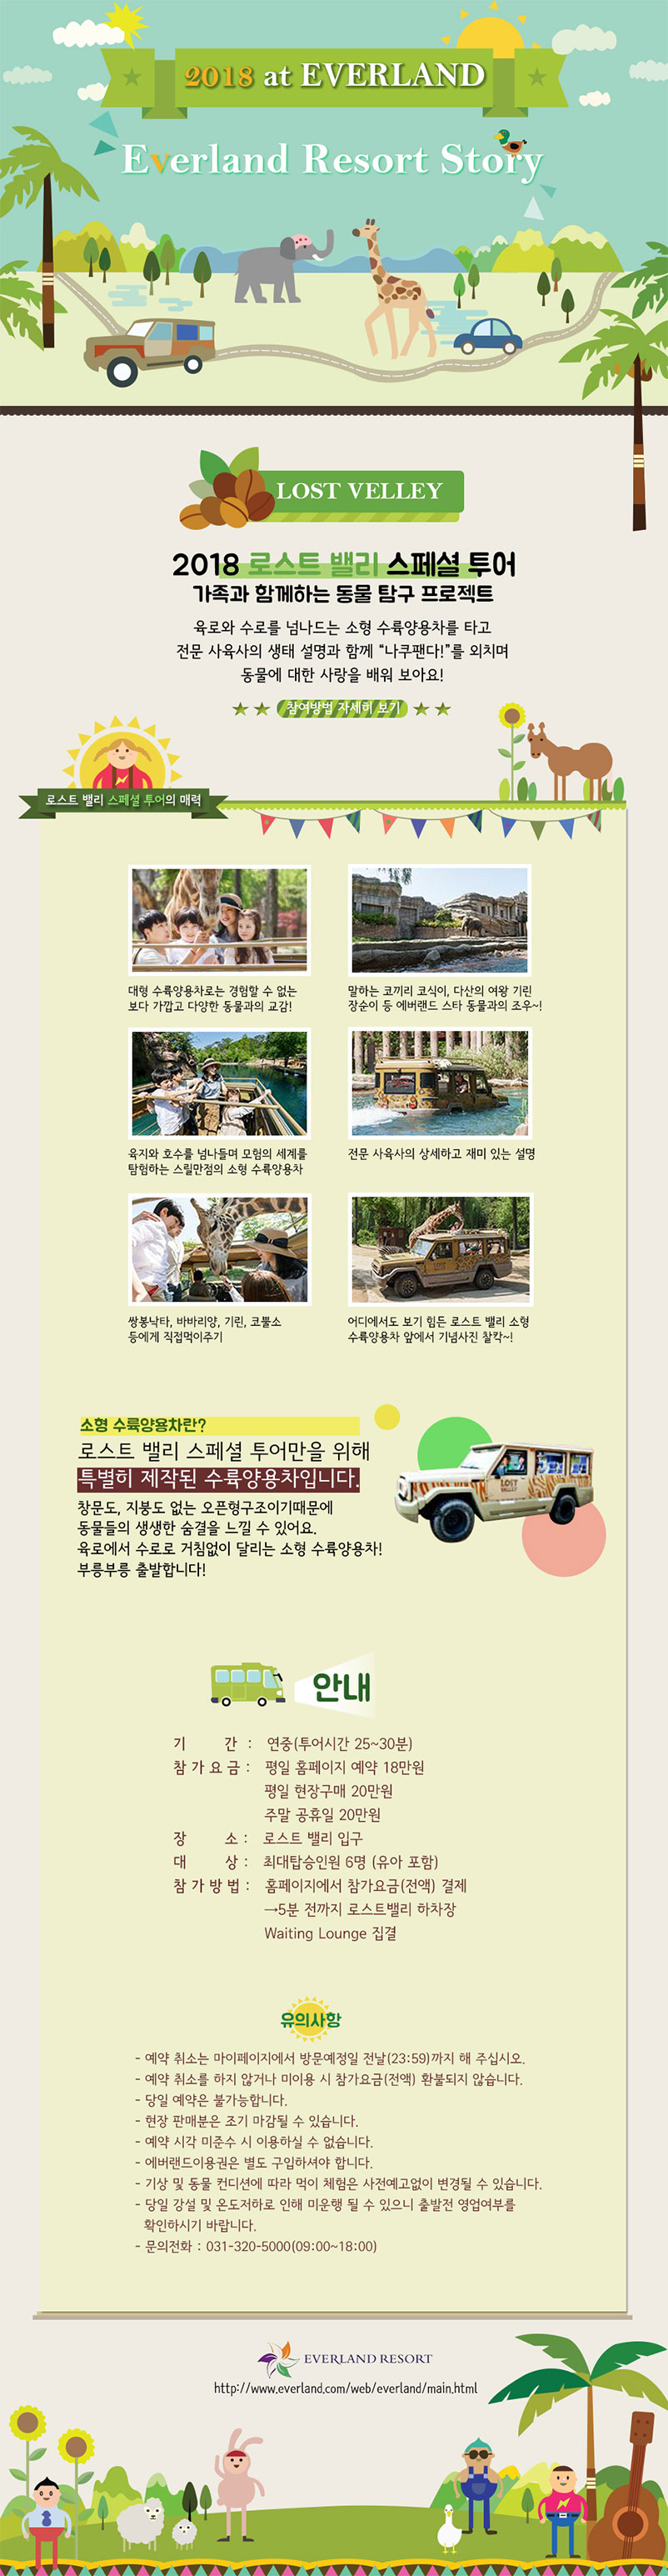 2018 at EVERLAND
Everland Resort Story
LOST VELLEY
2018 로스트 밸리 스페셜 투어
가족과 함께하는 동물 탐구 프로젝트
육로와 수로를 넘나드는 소형 수륙양용차를 타고
전문 사육사의 생태 설명과 함께 “나쿠팬다!”를 외치며
동물에 대한 사랑을 배워 보아요!
참여방법 자세히 보기
로스트 밸리 스페셜 투어의 매력
대형 수륙양용차로는 경험할 수 없는
보다 가깝고 다양한 동물과의 교감!
말하는 코끼리 코식이, 다산의 여왕 기린
장순이 등 에버랜드 스타 동물과의 조우~!
육지와 호수를 넘나들며 모험의 세계를
탐험하는 스릴만점의 소형 수륙양용차
전문 사육사의 상세하고 재미 있는 설명
쌍봉낙타, 바바리양, 기린, 코뿔소
등에게 직접먹이주기
어디에서도 보기 힘든 로스트 밸리 소형
수륙양용차 앞에서 기념사진 찰칵~!
소형 수륙양용차란?
로스트 밸리 스페셜 투어만을 위해
특별히 제작된 수륙양용차입니다.
창문도, 지붕도 없는 오픈형구조이기때문에
동물들의 생생한 숨결을 느낄 수 있어요.
육로에서 수로로 거침없이 달리는 소형 수륙양용차!
부릉부릉 출발합니다!
LOST
안내
기 간 : 연중(투어시간 25~30분)
참가요금 : 평일 홈페이지 예약 18만원
평일 현장구매 20만원
주말 공휴일 20만원
장 소 : 로스트 밸리 입구
대 상 : 최대탑승인원 6명 (유아 포함)
참가방법 : 홈페이지에서 참가요금(전액) 결제
→5분 전까지 로스트밸리 하차장
Waiting Lounge 집결
유의사항
- 예약 취소는 마이페이지에서 방문예정일 전날(23:59)까지 해 주십시오.
- 예약 취소를 하지 않거나 미이용 시 참가요금(전액) 환불되지 않습니다.
- 당일 예약은 불가능합니다.
- 현장 판매분은 조기 마감될 수 있습니다.
- 예약 시각 미준수 시 이용하실 수 없습니다.
- 에버랜드이용권은 별도 구입하셔야 합니다.
- 기상 및 동물 컨디션에 따라 먹이 체험은 사전예고없이 변경될 수 있습니다.
- 당일 강설 및 온도저하로 인해 미운행 될 수 있으니 출발전 영업여부를
확인하시기 바랍니다.
- 문의전화 : 031-320-5000(09:00~18:00)
EVERLAND RESORT
http://www.everland.com/web/everland/main.html